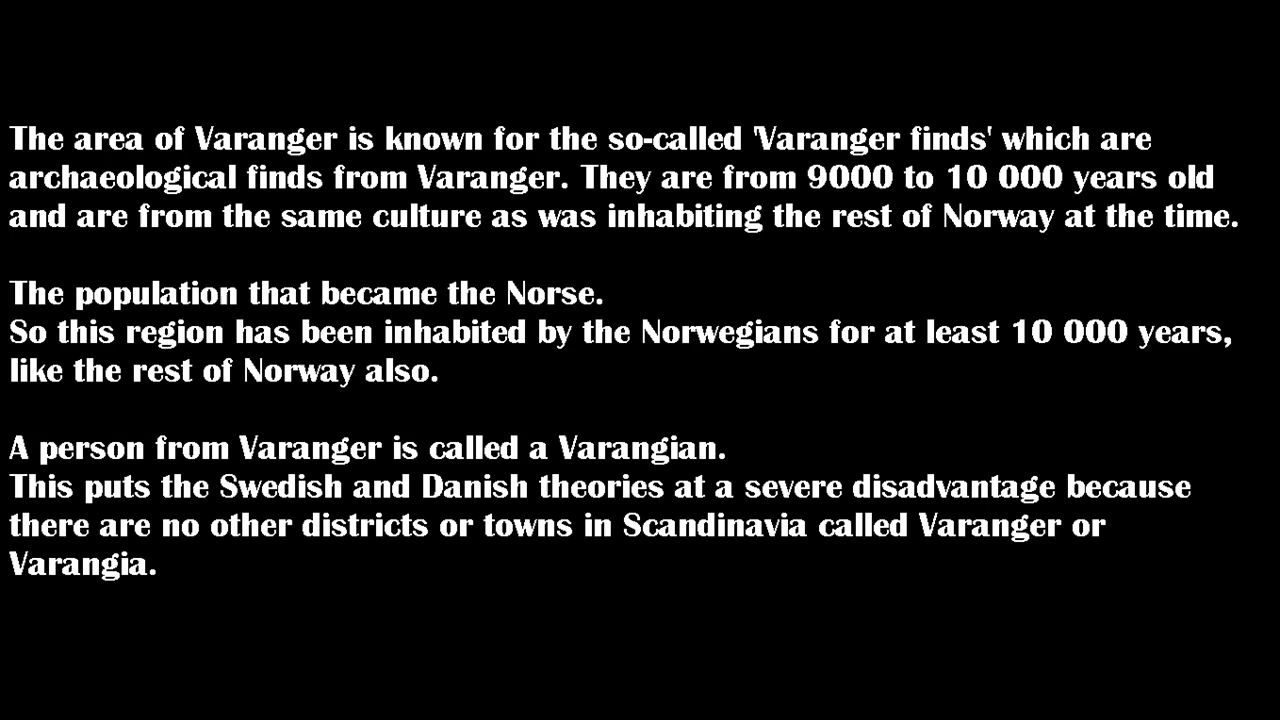 The area of Varanger is known for the so-called 'Varanger finds' which are
archaeological finds from Varanger. They are from 9000 to 10 000 years old
and are from the same culture as was inhabiting the rest of Norway at the time.
The population that became the Norse.
So this region has been inhabited by the Norwegians for at least 10 000 years,
like the rest of Norway also.
A person from Varanger is called a Varangian.
This puts the Swedish and Danish theories at a severe disadvantage because
there are no other districts or towns in Scandinavia called Varanger or
Varangia.